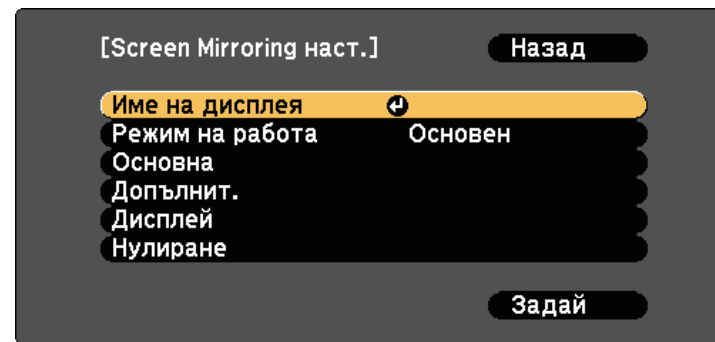 [Screen Mirroring наст.] Назад
Име на дисплея
Режим на работа Основен
Основна
Допълнит.
Дисплей
Нулиране
Задай